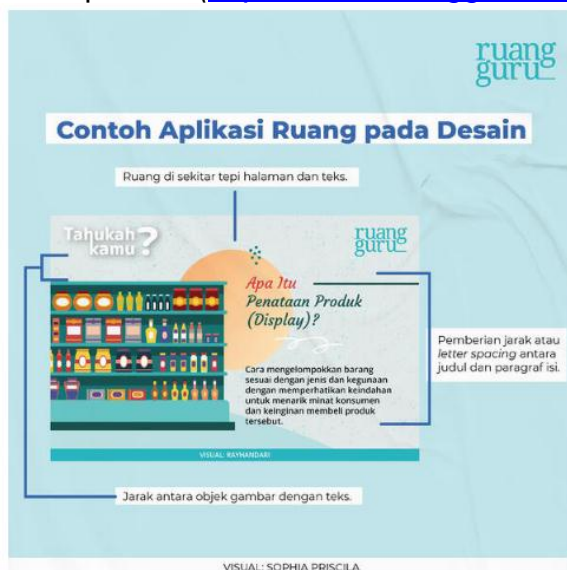 ruang
guru
Contoh Aplikasi Ruang pada Desain
Ruang di sekitar tepi halaman dan teks.
Tahukah
kamu ?
ruang
guru
Apa Itu
Penataan Produk
(Display)?
Cara mengelompokkan barang
sesuai dengan jenis dan kegunaan
dengan memperhatikan keindahan
untuk menarik minat konsumen
dan keinginan membeli produk
tersebut.
Pemberian jarak atau
letter spacing antara
judul dan paragraf isi.
VISUAL: RAYHANDARI
Jarak antara objek gambar dengan teks.
VISUAL: SOPHIA PRISCILA